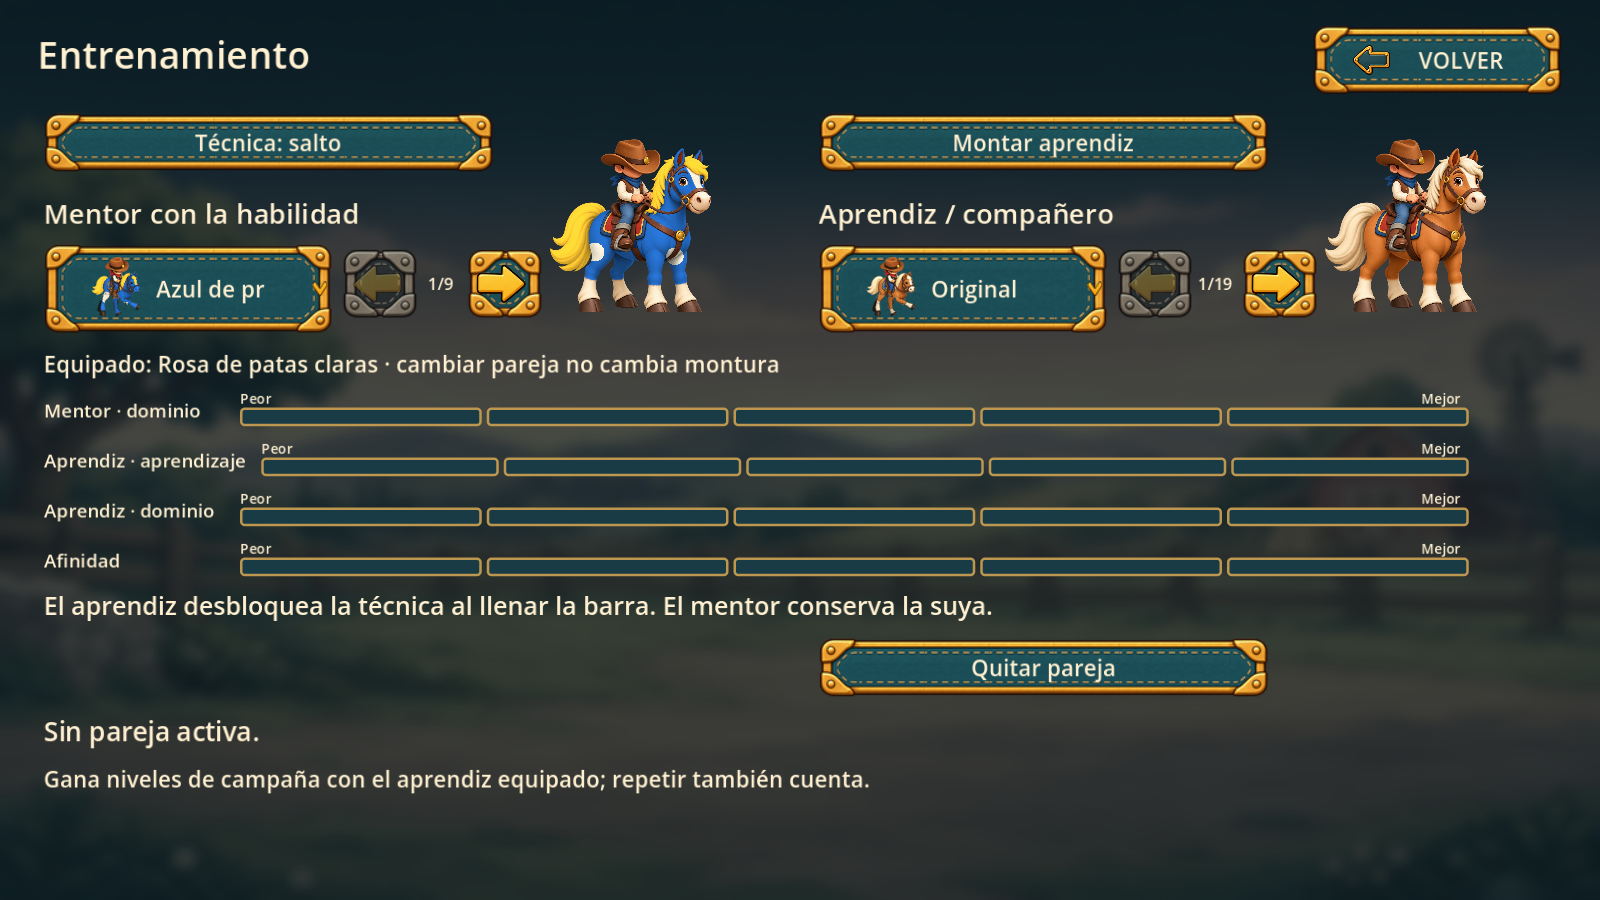 Entrenamiento
VOLVER
Técnica: salto
Montar aprendiz
Mentor con la habilidad
Aprendiz / compañero
Azul de pr
1/9
Original
1/19
Equipado: Rosa de patas claras · cambiar pareja no cambia montura
Mentor · dominio
Peor
Mejor
Aprendiz · aprendizaje
Peor
Mejor
Aprendiz · dominio
Peor
Mejor
Afinidad
Peor
Mejor
El aprendiz desbloquea la técnica al llenar la barra. El mentor conserva la suya.
Quitar pareja
Sin pareja activa.
Gana niveles de campaña con el aprendiz equipado; repetir también cuenta.